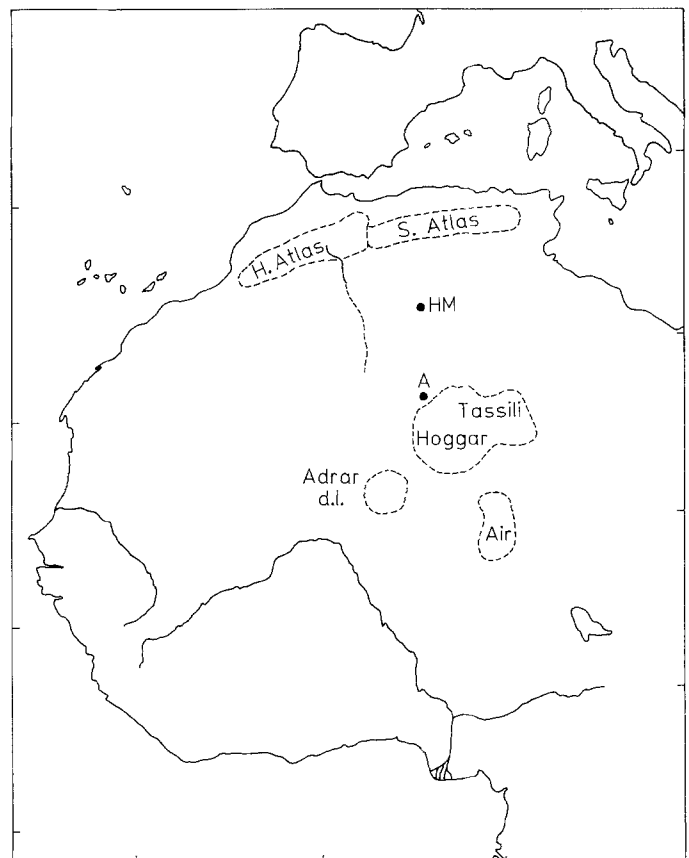 H. Atlas
S. Atlas
HM
A
Tassili
Hoggar
Adrar
d.i.
Air